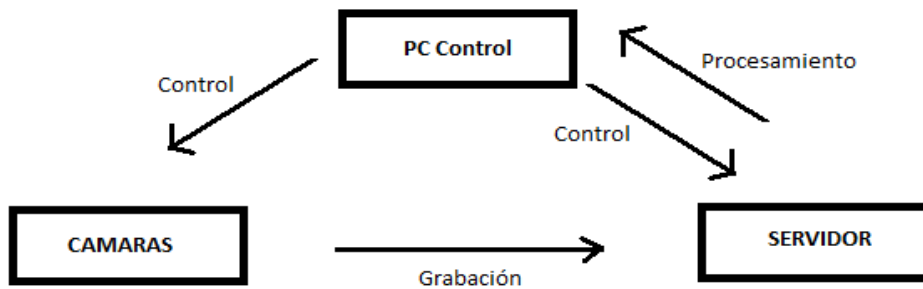 PC Control
Procesamiento
Control
Control
CAMARAS
SERVIDOR
Grabación